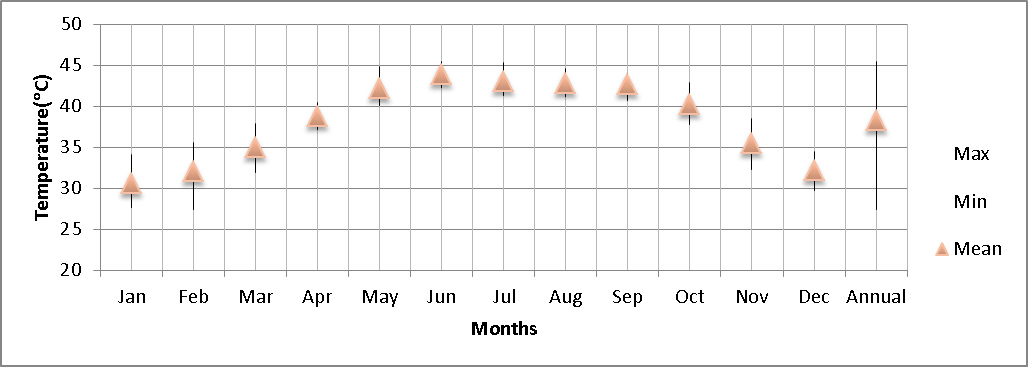 50
45
40
35
30
25
20
Temperature(°C)
Jan Feb Mar Apr May Jun Jul Aug Sep Oct Nov Dec Annual
Months
Max
Min
Mean